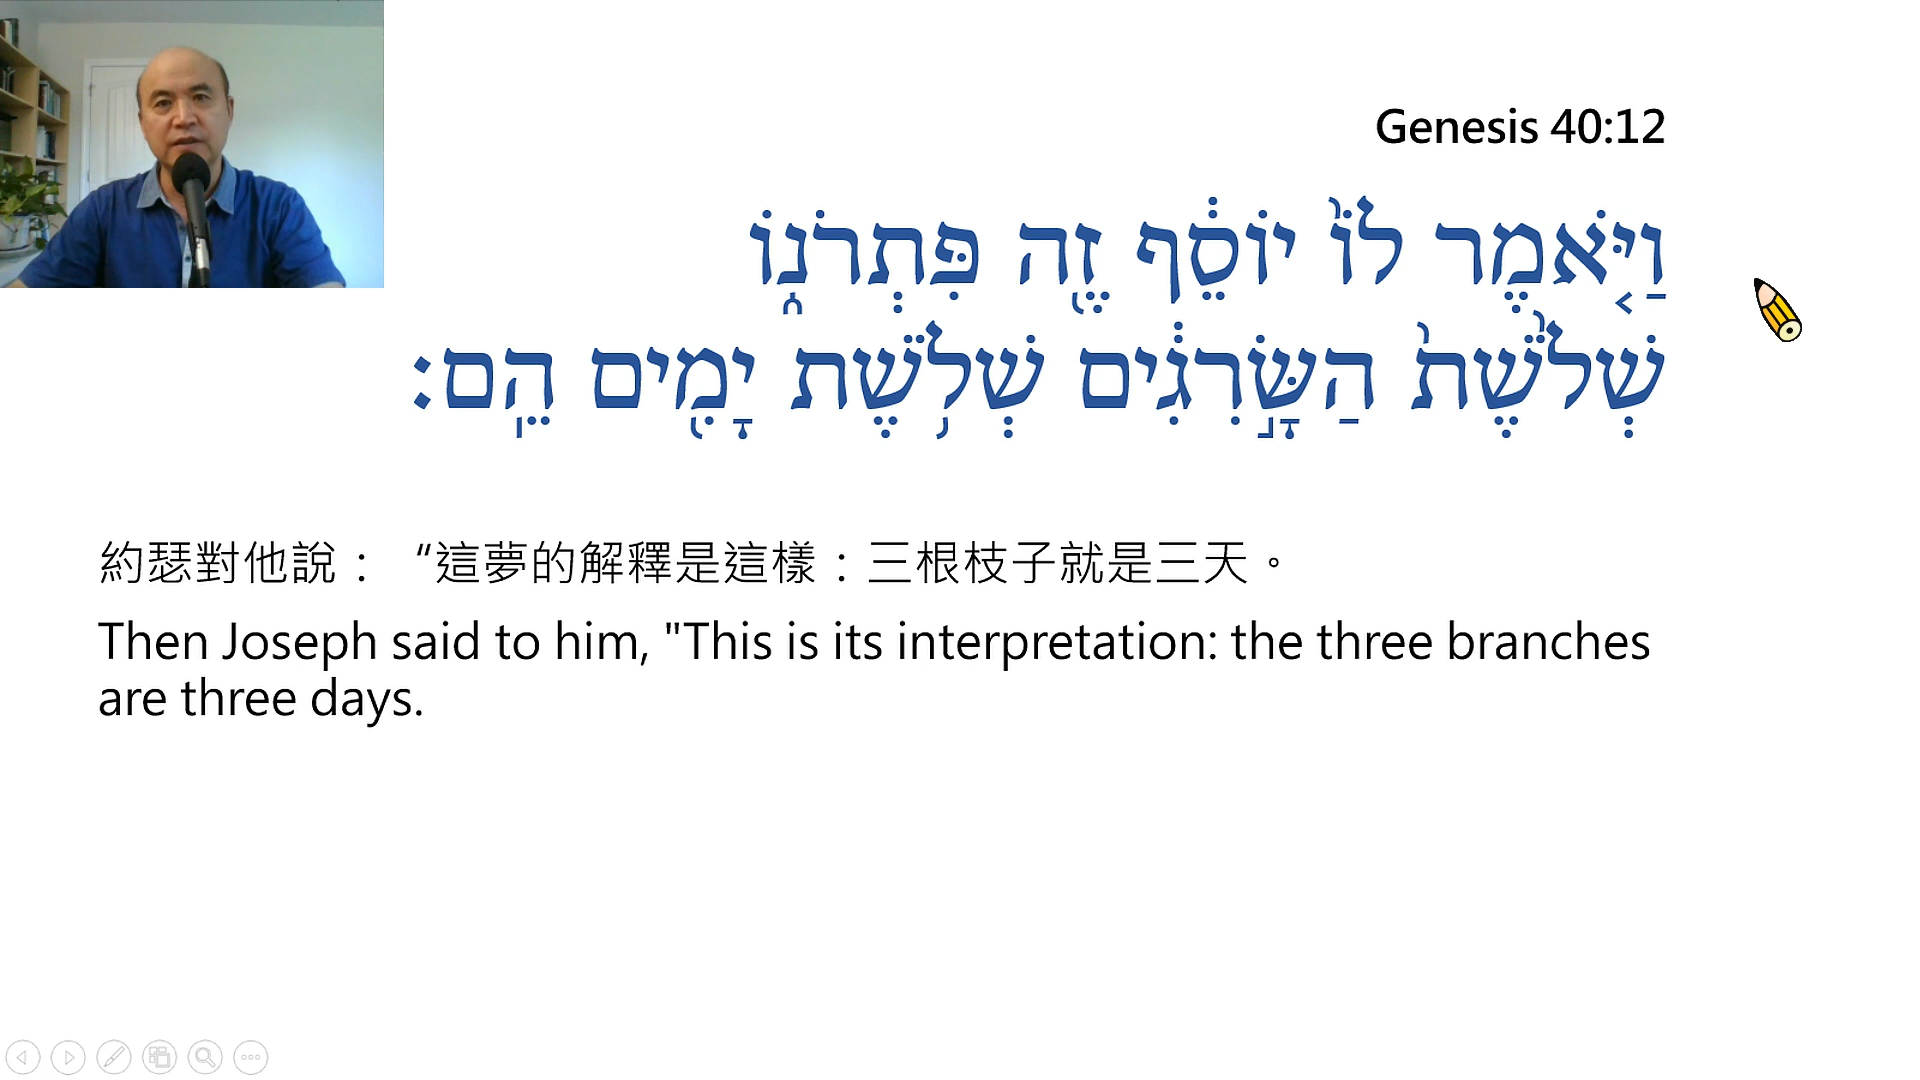 Genesis 40:12
וַיֹּ֤אמֶר לוֹ֙ יוֹסֵ֔ף זֶ֖ה פִּתְרֹנ֑וֹ
שְׁלֹ֙שֶׁת֙ הַשָּׂ֣רִגִ֔ים שְׁלֹ֥שֶׁת יָמִ֖ים הֵֽם׃
約瑟對他說： “這夢的解釋是這樣：三根枝子就是三天。
Then Joseph said to him, "This is its interpretation: the three branches
are three days.